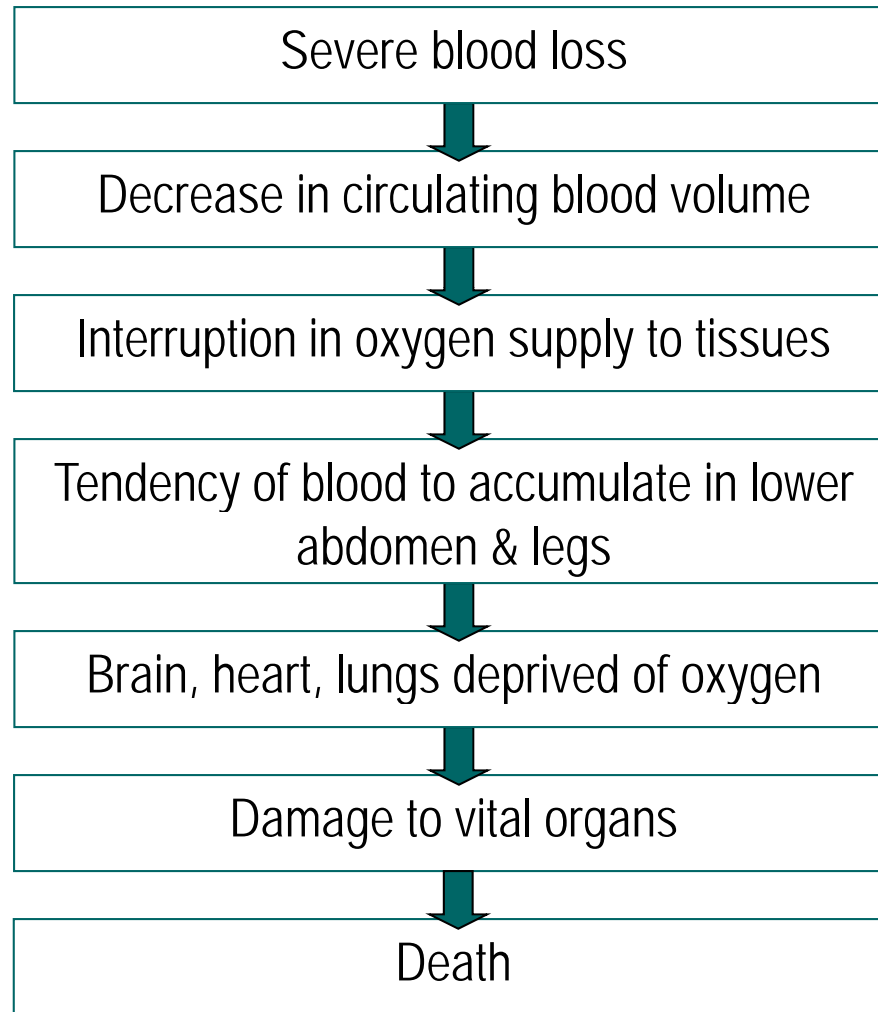 Severe blood loss
Decrease in circulating blood volume
Interruption in oxygen supply to tissues
Tendency of blood to accumulate in lower
abdomen & legs
Brain, heart, lungs deprived of oxygen
Damage to vital organs
Death